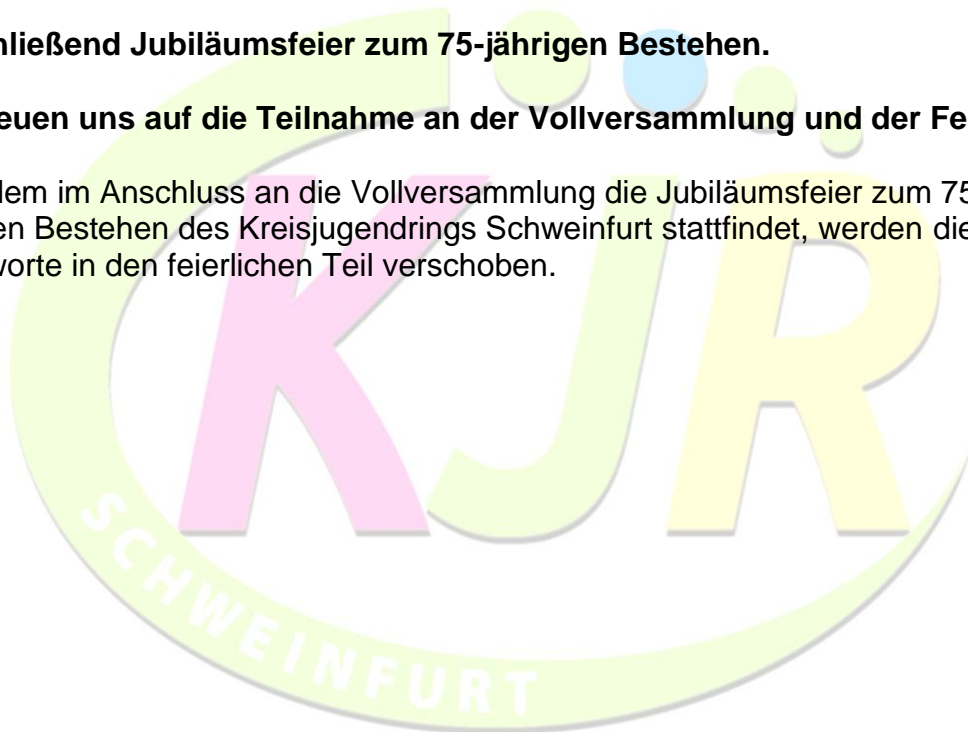 hließend Jubiläumsfeier zum 75-jährigen Bestehen.
euen uns auf die Teilnahme an der Vollversammlung und der Fe
dem im Anschluss an die Vollversammlung die Jubiläumsfeier zum 75
en Bestehen des Kreisjugendrings Schweinfurt stattfindet, werden die
worte in den feierlichen Teil verschoben.
KJR
SCHWEINFURT